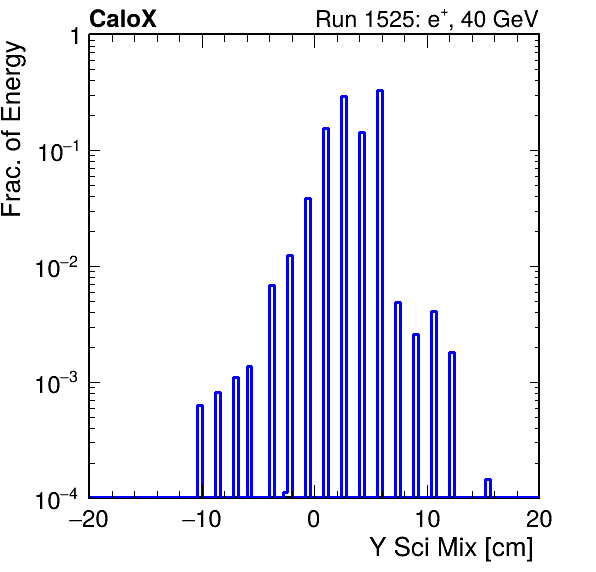 CaloX Run 1525: e⁺, 40 GeV
Frac. of Energy
1
10⁻¹
10⁻²
10⁻³
10⁻⁴
−20 −10 0 10 20
Y Sci Mix [cm]